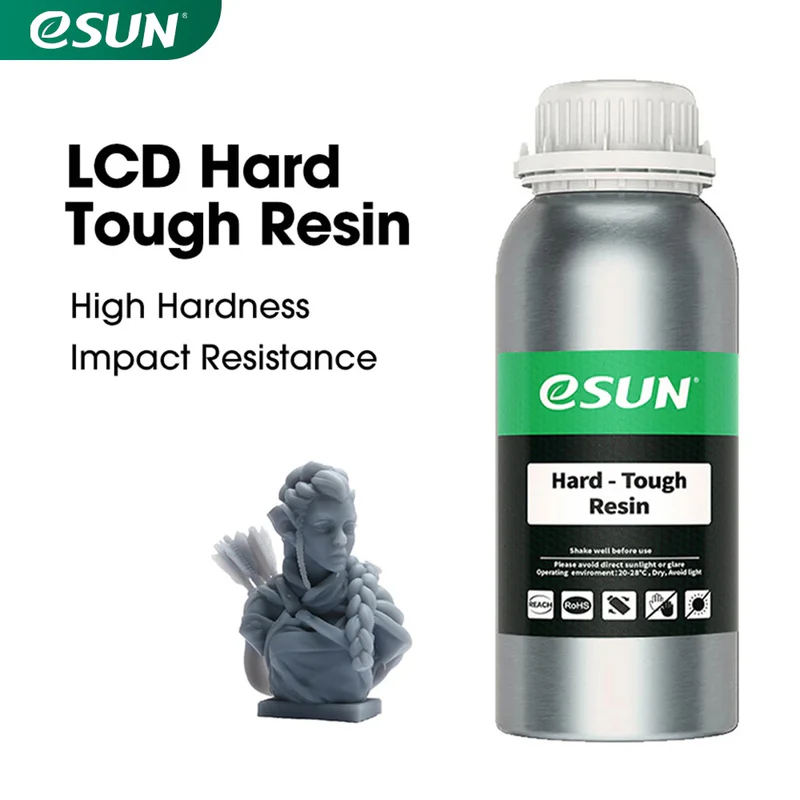 eSUN®
LCD Hard
Tough Resin
High Hardness
Impact Resistance
eSUN®
Hard - Tough
Resin
Shake well before use
Please avoid direct sunlight or glare
Operating enviroment:20-28°C , Dry, Avoid light
REACH
RoHS